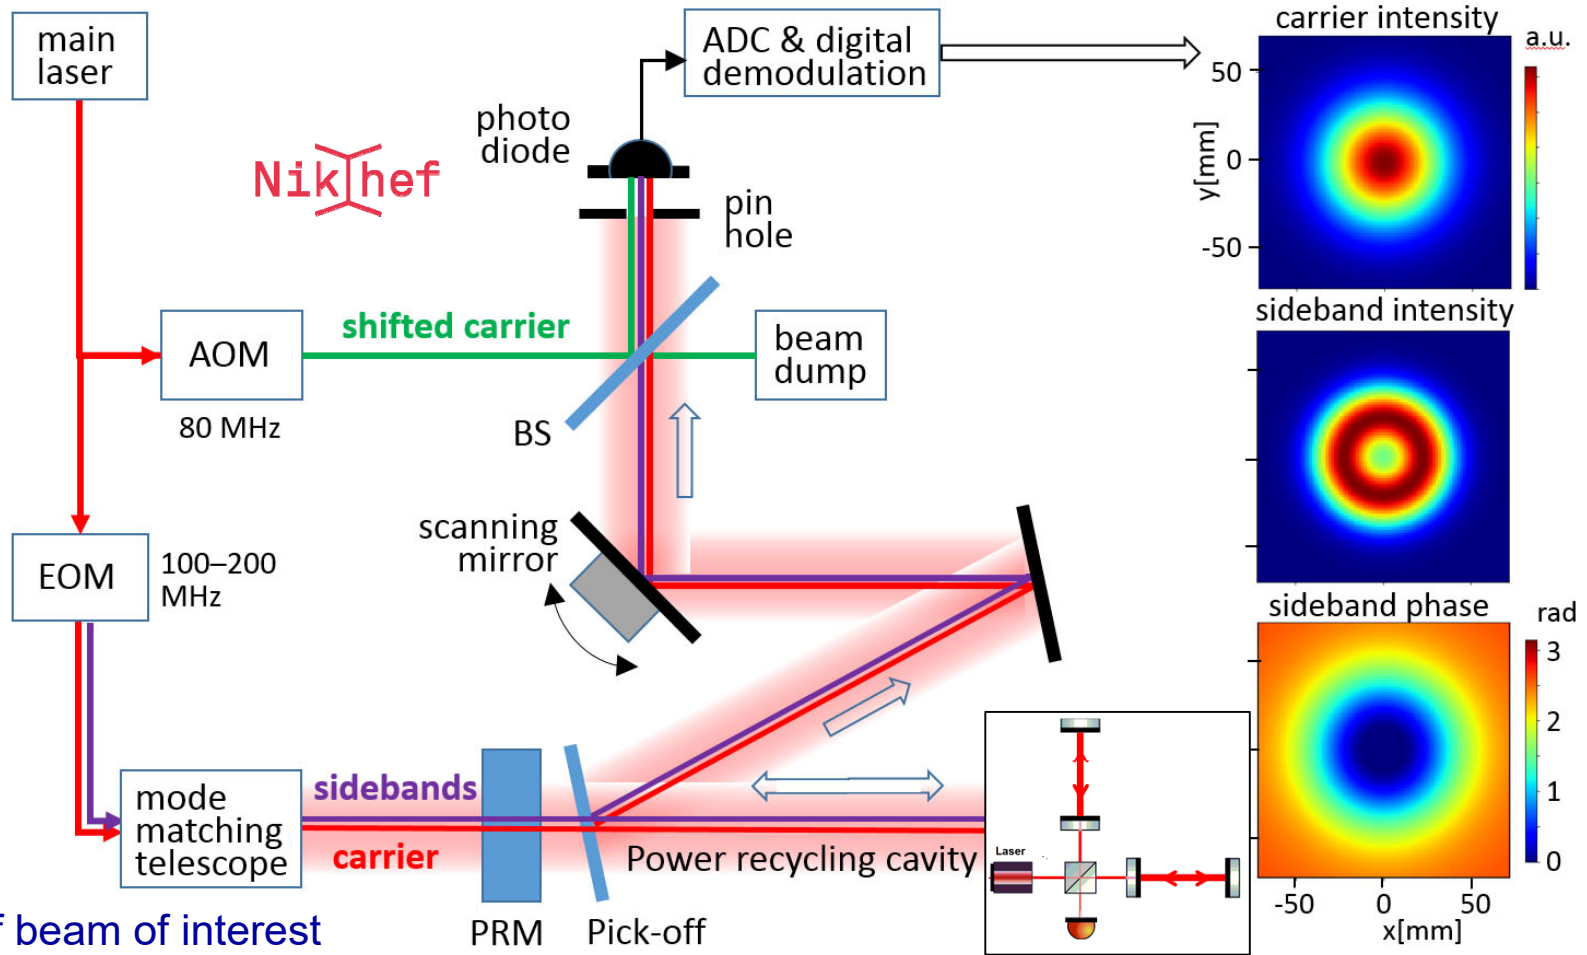 main
laser
Nikhef
photo
diode
ADC & digital
demodulation
pin
hole
AOM
80 MHz
shifted carrier
beam
dump
BS
scanning
mirror
EOM
100–200
MHz
mode
matching
telescope
sidebands
carrier
PRM
Pick-off
Power recycling cavity
Laser
beam of interest
carrier intensity
a.u.
50
0
-50
y[mm]
sideband intensity
sideband phase
rad
3
2
1
0
-50 0 50
x[mm]